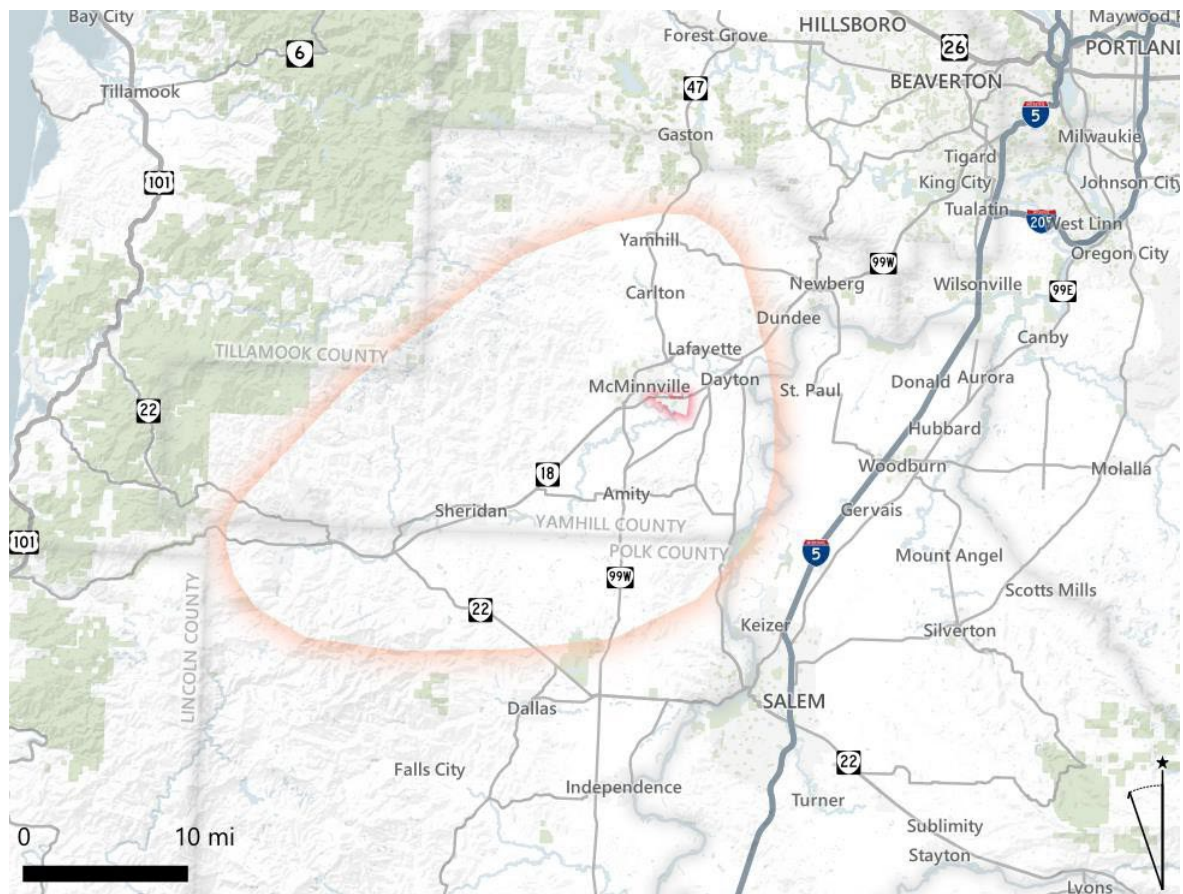 Bay City
HILLSBORO
Maywood P
Forest Grove
6
26
PORTLAND
BEAVERTON
Tillamook
47
5
Gaston
Milwaukie
Tigard
101
King City
Johnson City
Tualatin
205
West Linn
Yamhill
Oregon City
99W
Newberg
Wilsonville
Carlton
99E
Dundee
Canby
Lafayette
TILLAMOOK COUNTY
McMinnville
Dayton
St. Paul
Donald
Aurora
22
Hubbard
18
Woodburn
Molalla
Amity
Sheridan
Gervais
YAMHILL COUNTY
101
POLK COUNTY
5
Mount Angel
99W
Scotts Mills
22
LINCOLN COUNTY
Keizer
Silverton
SALEM
Dallas
22
Falls City
Independence
Turner
0
10 mi
Sublimity
Stayton
Lyons